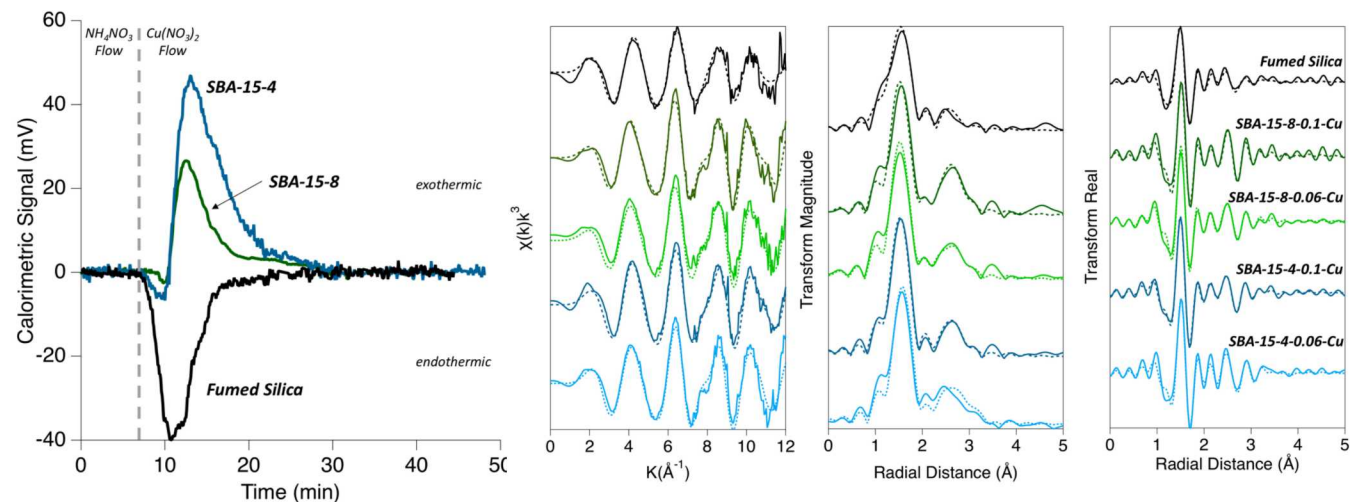 60
40
20
0
-20
-40
Calorimetric Signal (mV)
NH₄NO₃
Flow
Cu(NO₃)₂
Flow
SBA-15-4
SBA-15-8
exothermic
endothermic
Fumed Silica
0 10 20 30 40 50
Time (min)
χ(k)k³
0 2 4 6 8 10 12
K(Å⁻¹)
Transform Magnitude
0 1 2 3 4 5
Radial Distance (Å)
Transform Real
Fumed Silica
SBA-15-8-0.1-Cu
SBA-15-8-0.06-Cu
SBA-15-4-0.1-Cu
SBA-15-4-0.06-Cu
0 1 2 3 4 5
Radial Distance (Å)